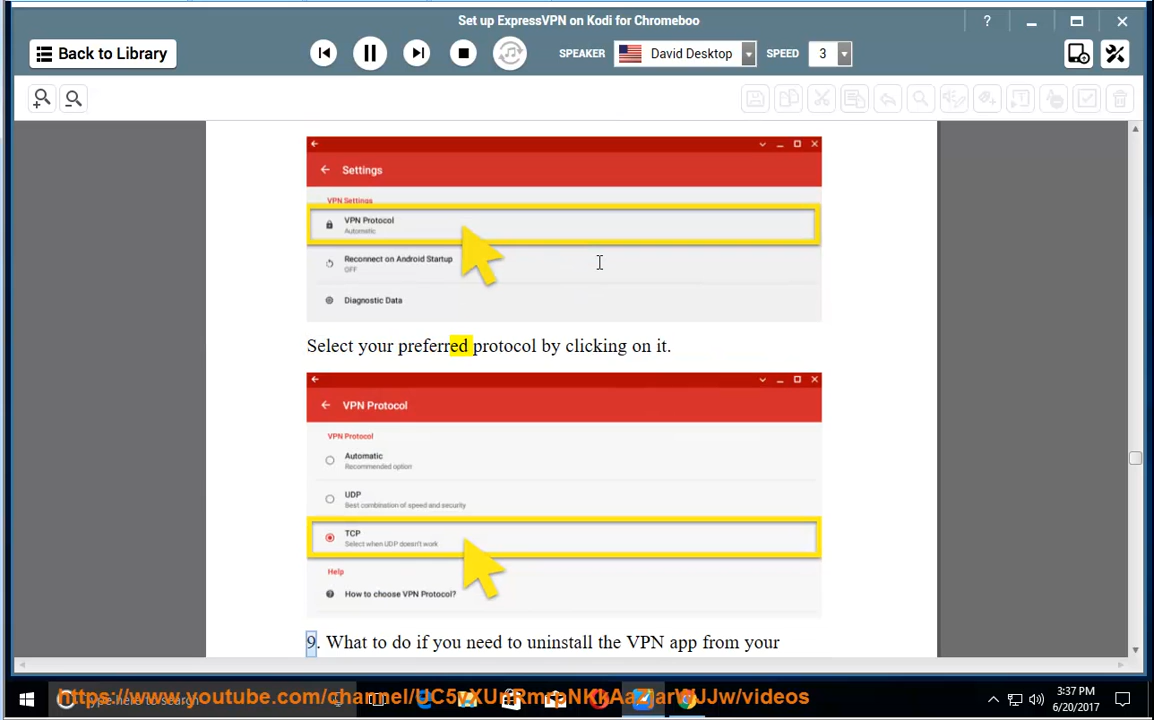 Set up ExpressVPN on Kodi for Chromeboo
Back to Library
SPEAKER David Desktop SPEED 3
Settings
VPN Settings
VPN Protocol
Automatic
Reconnect on Android Startup
OFF
Diagnostic Data
Select your preferred protocol by clicking on it.
VPN Protocol
VPN Protocol
Automatic
Recommended option
UDP
Best combination of speed and security
TCP
Select when UDP doesn't work
Help
How to choose VPN Protocol?
9. What to do if you need to uninstall the VPN app from your
3:37 PM
6/20/2017